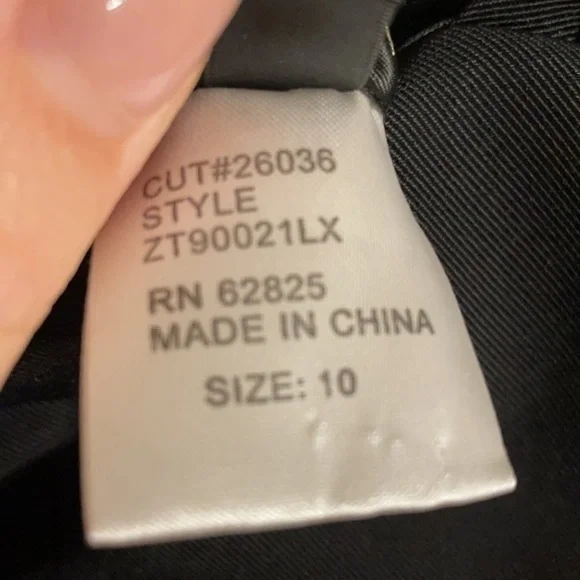 CUT#26036
STYLE
ZT90021LX
RN 62825
MADE IN CHINA
SIZE: 10